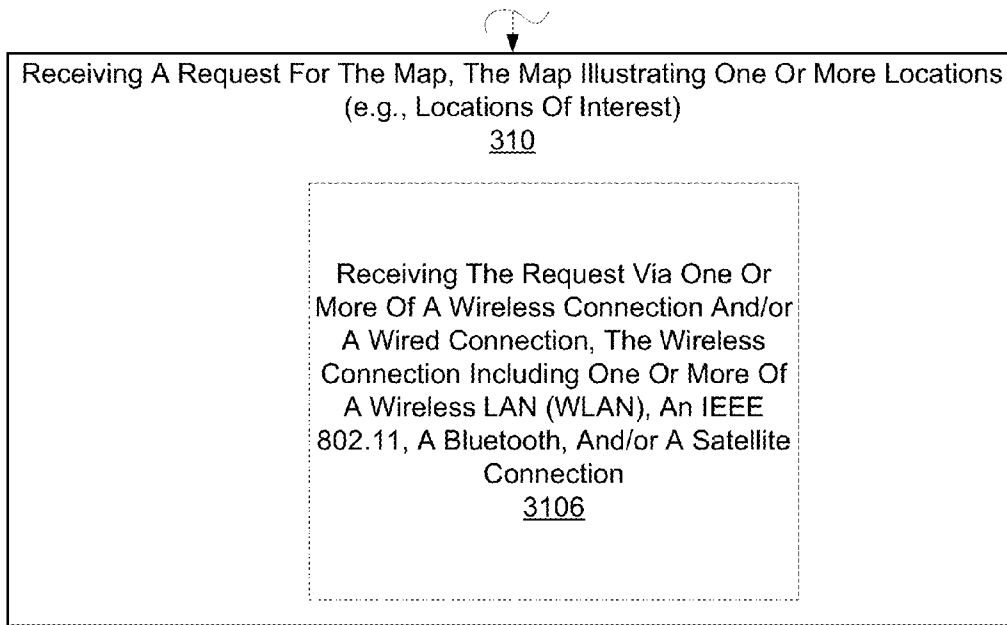 Receiving A Request For The Map, The Map Illustrating One Or More Locations
(e.g., Locations Of Interest)
310
Receiving The Request Via One Or
More Of A Wireless Connection And/or
A Wired Connection, The Wireless
Connection Including One Or More Of
A Wireless LAN (WLAN), An IEEE
802.11, A Bluetooth, And/or A Satellite
Connection
3106